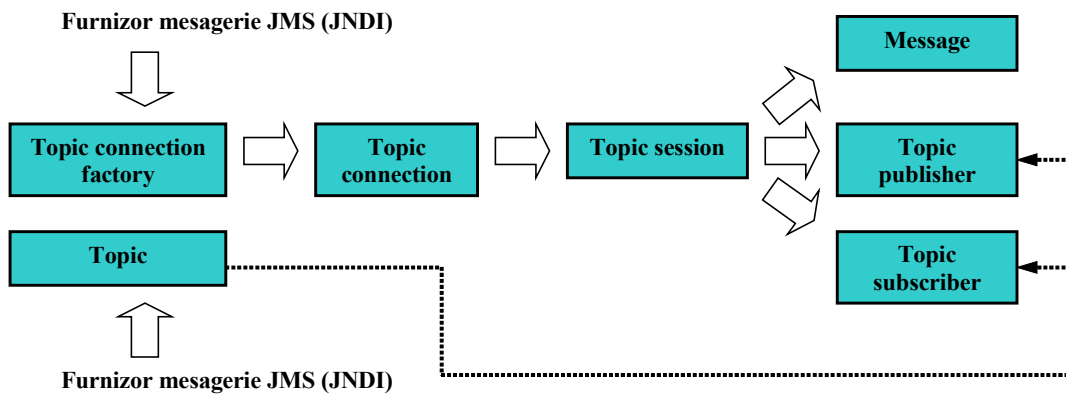 Furnizor mesagerie JMS (JNDI)
Message
Topic connection
factory
Topic
connection
Topic session
Topic
publisher
Topic
Topic
subscriber
Furnizor mesagerie JMS (JNDI)